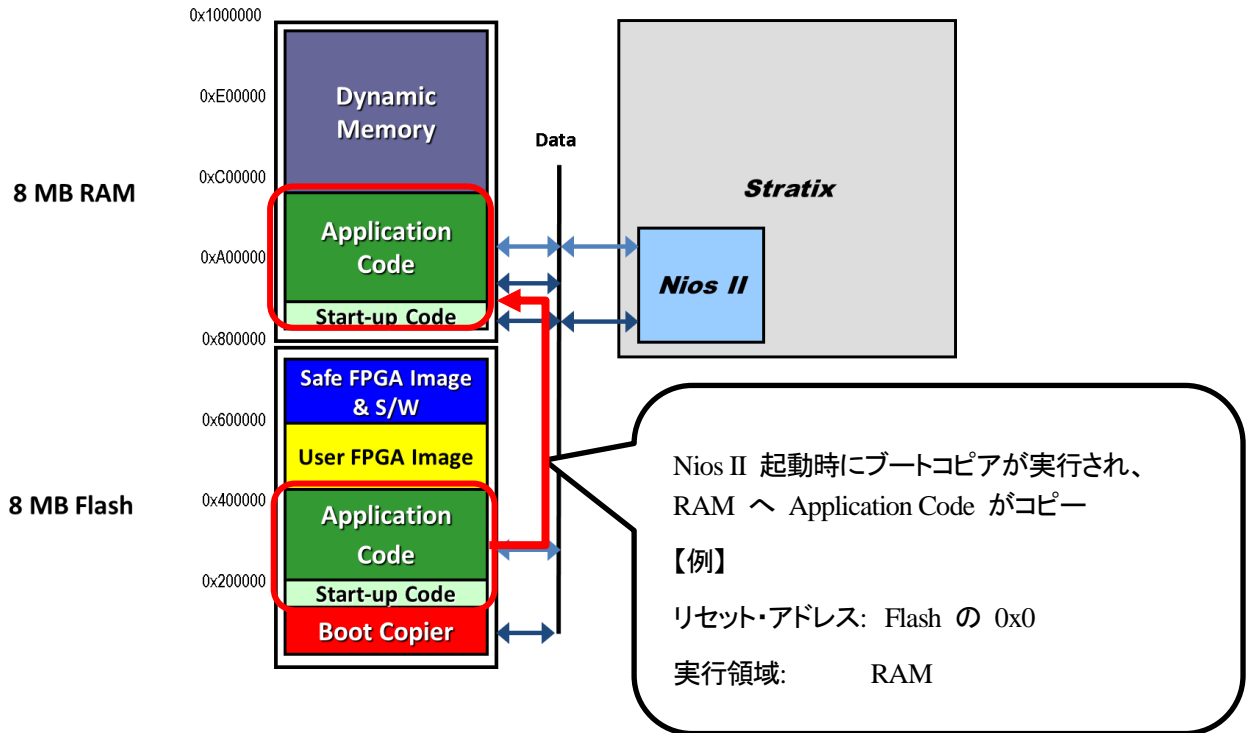 0x1000000
0xE00000
0xC00000
0xA00000
0x800000
0x600000
0x400000
0x200000
8 MB RAM
8 MB Flash
Dynamic
Memory
Application
Code
Start-up Code
Safe FPGA Image
& S/W
User FPGA Image
Application
Code
Start-up Code
Boot Copier
Data
Stratix
Nios II
Nios II 起動時にブートコピアが実行され、
RAM へ Application Code がコピー
【例】
リセット・アドレス: Flash の 0x0
実行領域: RAM